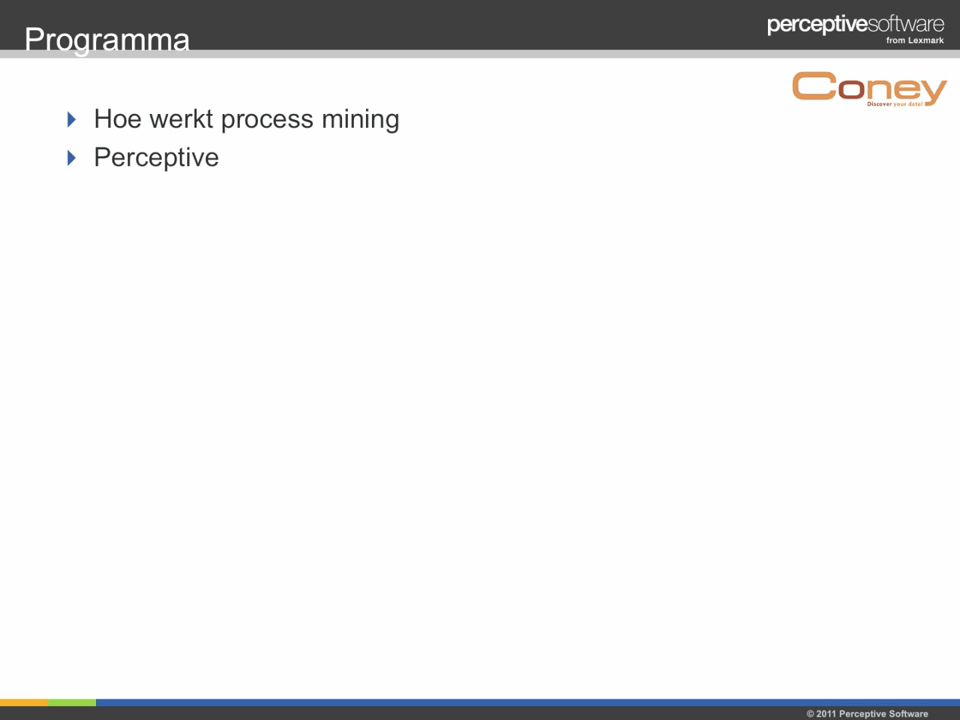 Programma
perceptivesoftware
from Lexmark
Coney
Discover your data!
Hoe werkt process mining
Perceptive
© 2011 Perceptive Software